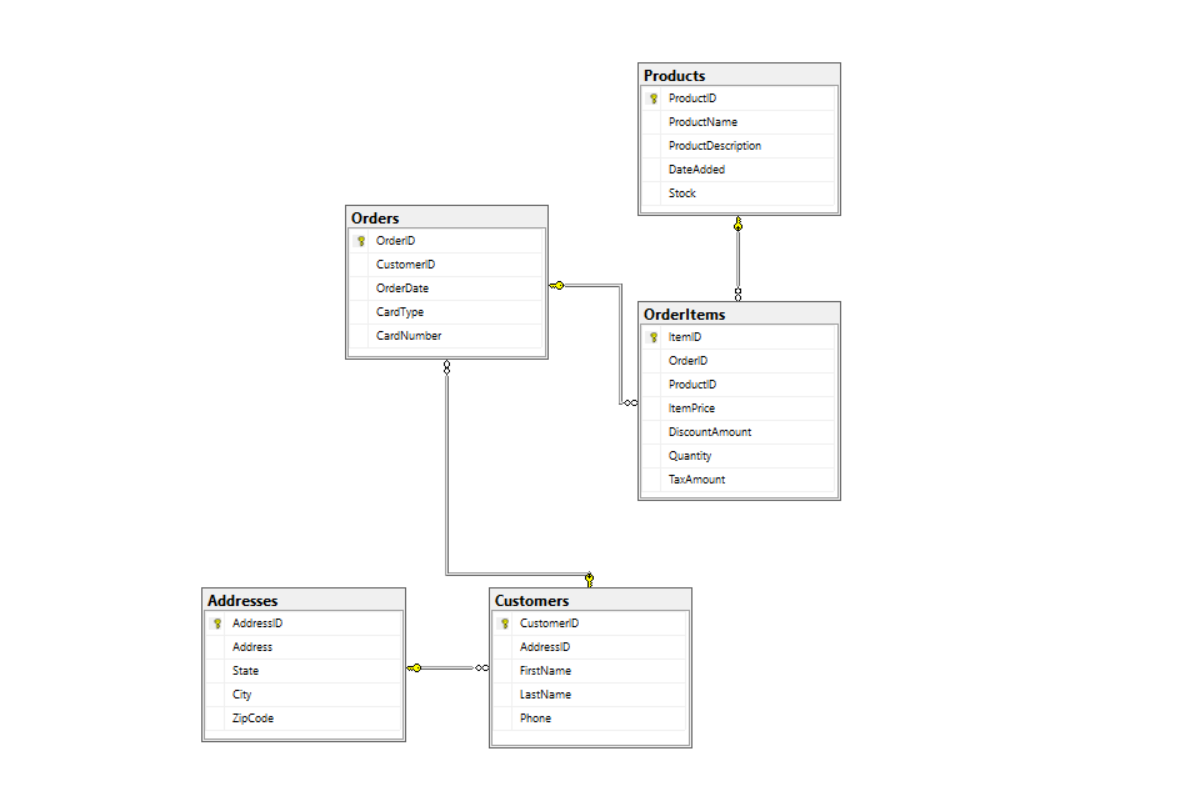 Products
ProductID
ProductName
ProductDescription
DateAdded
Stock
Orders
OrderID
CustomerID
OrderDate
CardType
CardNumber
OrderItems
ItemID
OrderID
ProductID
ItemPrice
DiscountAmount
Quantity
TaxAmount
Addresses
AddressID
Address
State
City
ZipCode
Customers
CustomerID
AddressID
FirstName
LastName
Phone